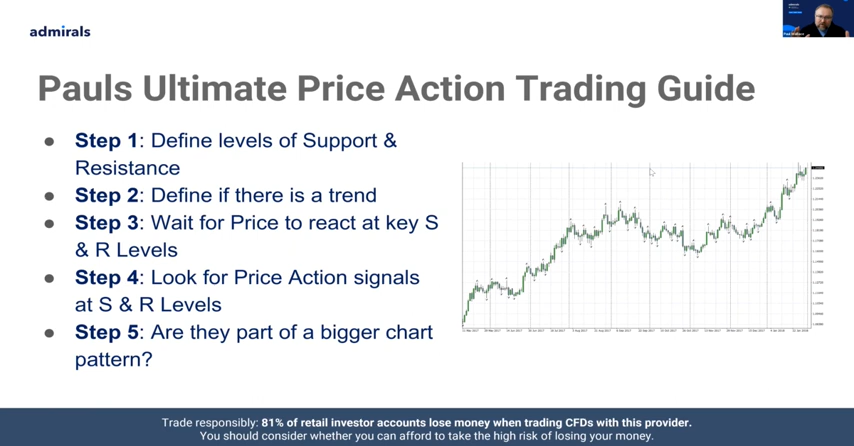 admirals
Pauls Ultimate Price Action Trading Guide
● Step 1: Define levels of Support &
Resistance
● Step 2: Define if there is a trend
● Step 3: Wait for Price to react at key S
& R Levels
● Step 4: Look for Price Action signals
at S & R Levels
● Step 5: Are they part of a bigger chart
pattern?
Trade responsibly: 81% of retail investor accounts lose money when trading CFDs with this provider.
You should consider whether you can afford to take the high risk of losing your money.